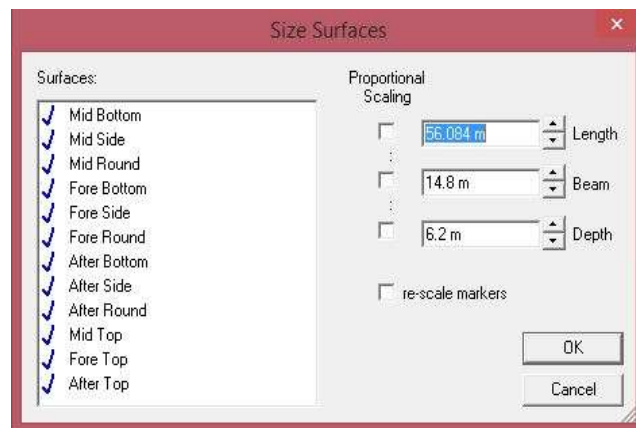 Size Surfaces
Surfaces:
Mid Bottom
Mid Side
Mid Round
Fore Bottom
Fore Side
Fore Round
After Bottom
After Side
After Round
Mid Top
Fore Top
After Top
Proportional
Scaling
56.084 m Length
:
14.8 m Beam
:
6.2 m Depth
re-scale markers
OK
Cancel